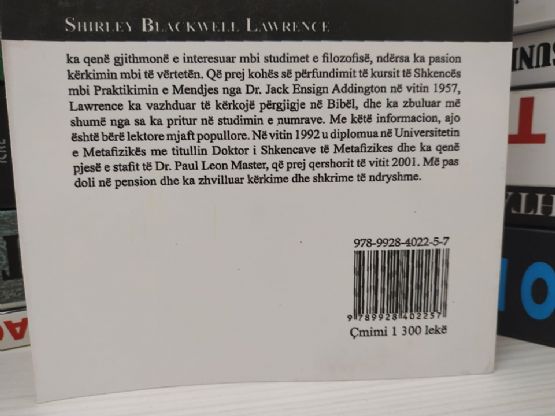 SHIRLEY BLACKWELL LAWRENCE
ka qenë gjithmonë e interesuar mbi studimet e filozofisë, ndërsa ka pasion
kërkimin mbi të vërtetën. Që prej kohës së përfundimit të kursit të Shkencës
mbi Praktikimin e Mendjes nga Dr. Jack Ensign Addington në vitin 1957,
Lawrence ka vazhduar të kërkojë përgjigje në Bibël, dhe ka zbuluar më
shumë nga sa ka pritur në studimin e numrave. Me këtë informacion, ajo
është bërë lektore mjaft popullore. Në vitin 1992 u diplomua në Universitetin
e Metafizikës me titullin Doktor i Shkencave të Metafizikes dhe ka qenë
pjesë e stafit të Dr. Paul Leon Master, që prej qershorit të vitit 2001. Më pas
doli në pension dhe ka zhvilluar kërkime dhe shkrime të ndryshme.
978-9928-4022-5-7
9 789928 402257
Çmimi 1 300 lekë